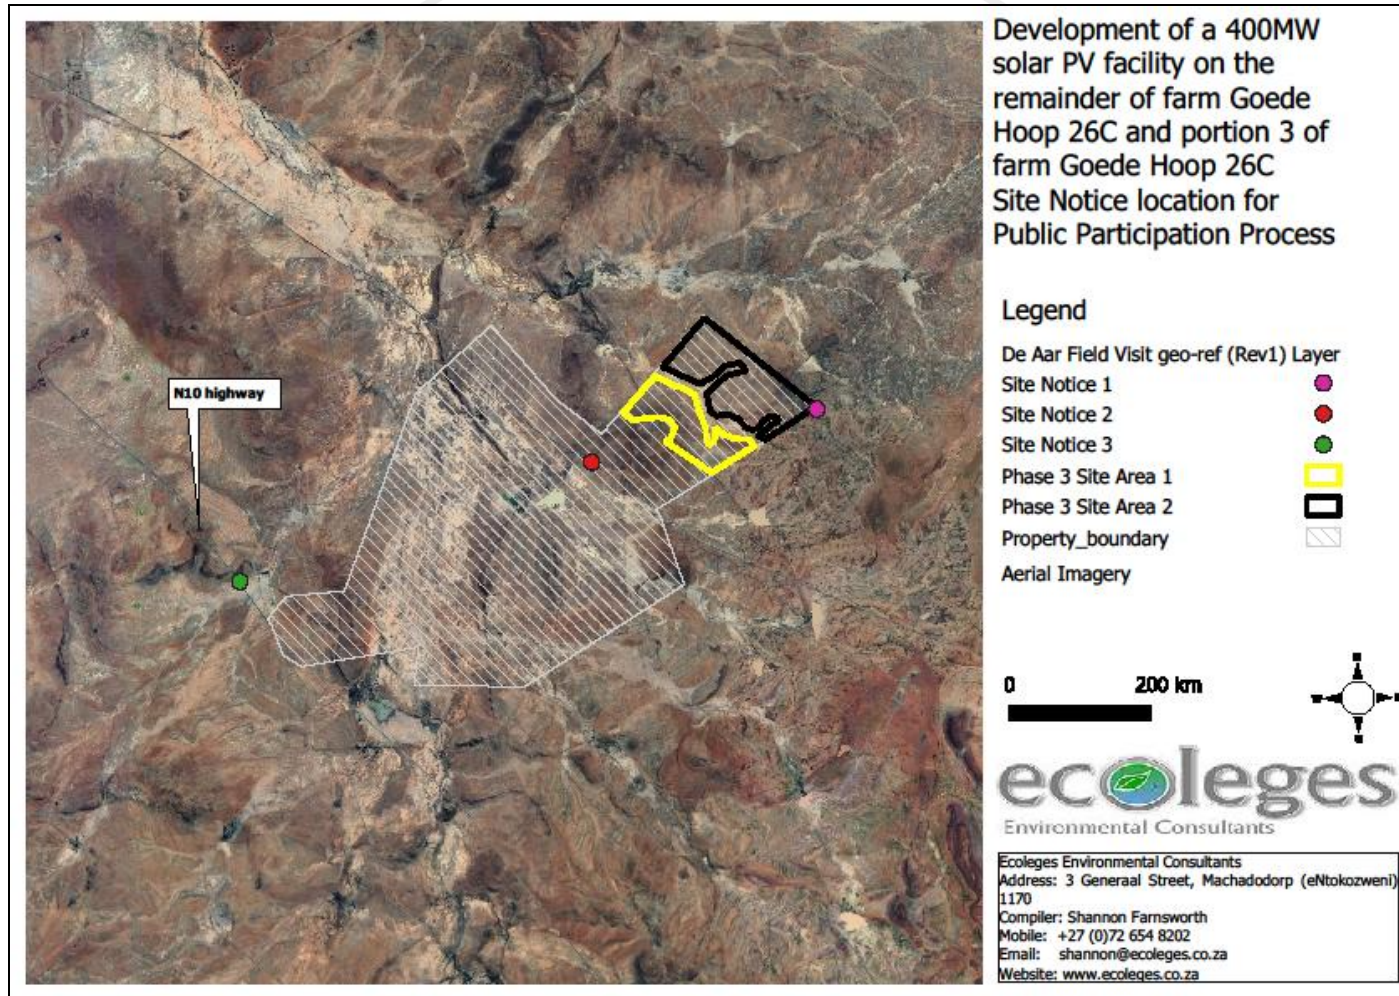 Development of a 400MW
solar PV facility on the
remainder of farm Goede
Hoop 26C and portion 3 of
farm Goede Hoop 26C
Site Notice location for
Public Participation Process
Legend
De Aar Field Visit geo-ref (Rev1) Layer
Site Notice 1
Site Notice 2
Site Notice 3
Phase 3 Site Area 1
Phase 3 Site Area 2
Property_boundary
Aerial Imagery
N10 highway
0 200 km
ecoleges
Environmental Consultants
Ecoleges Environmental Consultants
Address: 3 Generaal Street, Machadodorp (eNtokozweni)
1170
Compiler: Shannon Farnsworth
Mobile: +27 (0)72 654 8202
Email: shannon@ecoleges.co.za
Website: www.ecoleges.co.za